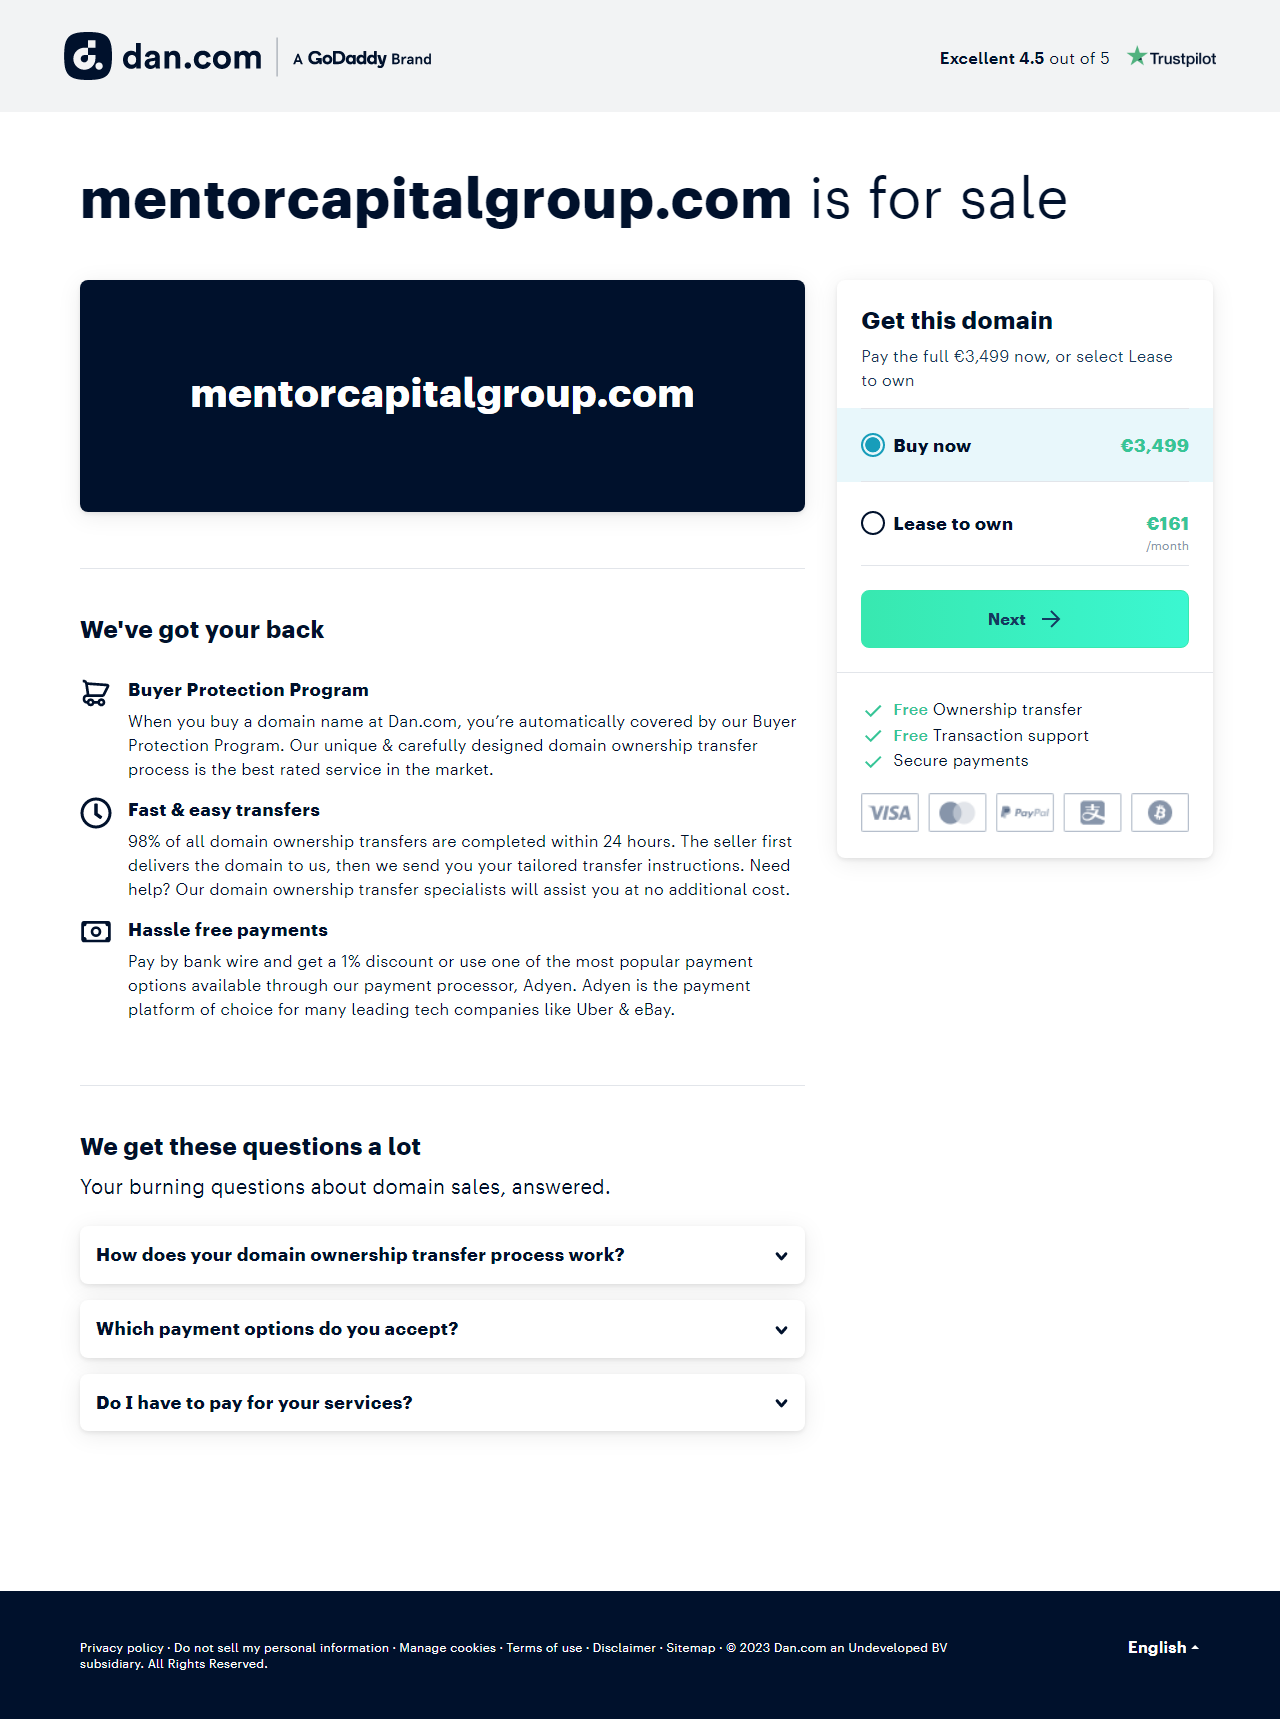 dan.com
A GoDaddy Brand
Excellent 4.5 out of 5
Trustpilot
mentorcapitalgroup.com is for sale
mentorcapitalgroup.com
Get this domain
Pay the full €3,499 now, or select Lease
to own
Buy now
€3,499
Lease to own
€161
/month
Next
Free Ownership transfer
Free Transaction support
Secure payments
VISA
PayPal
支
We've got your back
Buyer Protection Program
When you buy a domain name at Dan.com, you’re automatically covered by our Buyer
Protection Program. Our unique & carefully designed domain ownership transfer
process is the best rated service in the market.
Fast & easy transfers
98% of all domain ownership transfers are completed within 24 hours. The seller first
delivers the domain to us, then we send you your tailored transfer instructions. Need
help? Our domain ownership transfer specialists will assist you at no additional cost.
Hassle free payments
Pay by bank wire and get a 1% discount or use one of the most popular payment
options available through our payment processor, Adyen. Adyen is the payment
platform of choice for many leading tech companies like Uber & eBay.
We get these questions a lot
Your burning questions about domain sales, answered.
How does your domain ownership transfer process work?
Which payment options do you accept?
Do I have to pay for your services?
Privacy policy · Do not sell my personal information · Manage cookies · Terms of use · Disclaimer · Sitemap · © 2023 Dan.com an Undeveloped BV
subsidiary. All Rights Reserved.
English